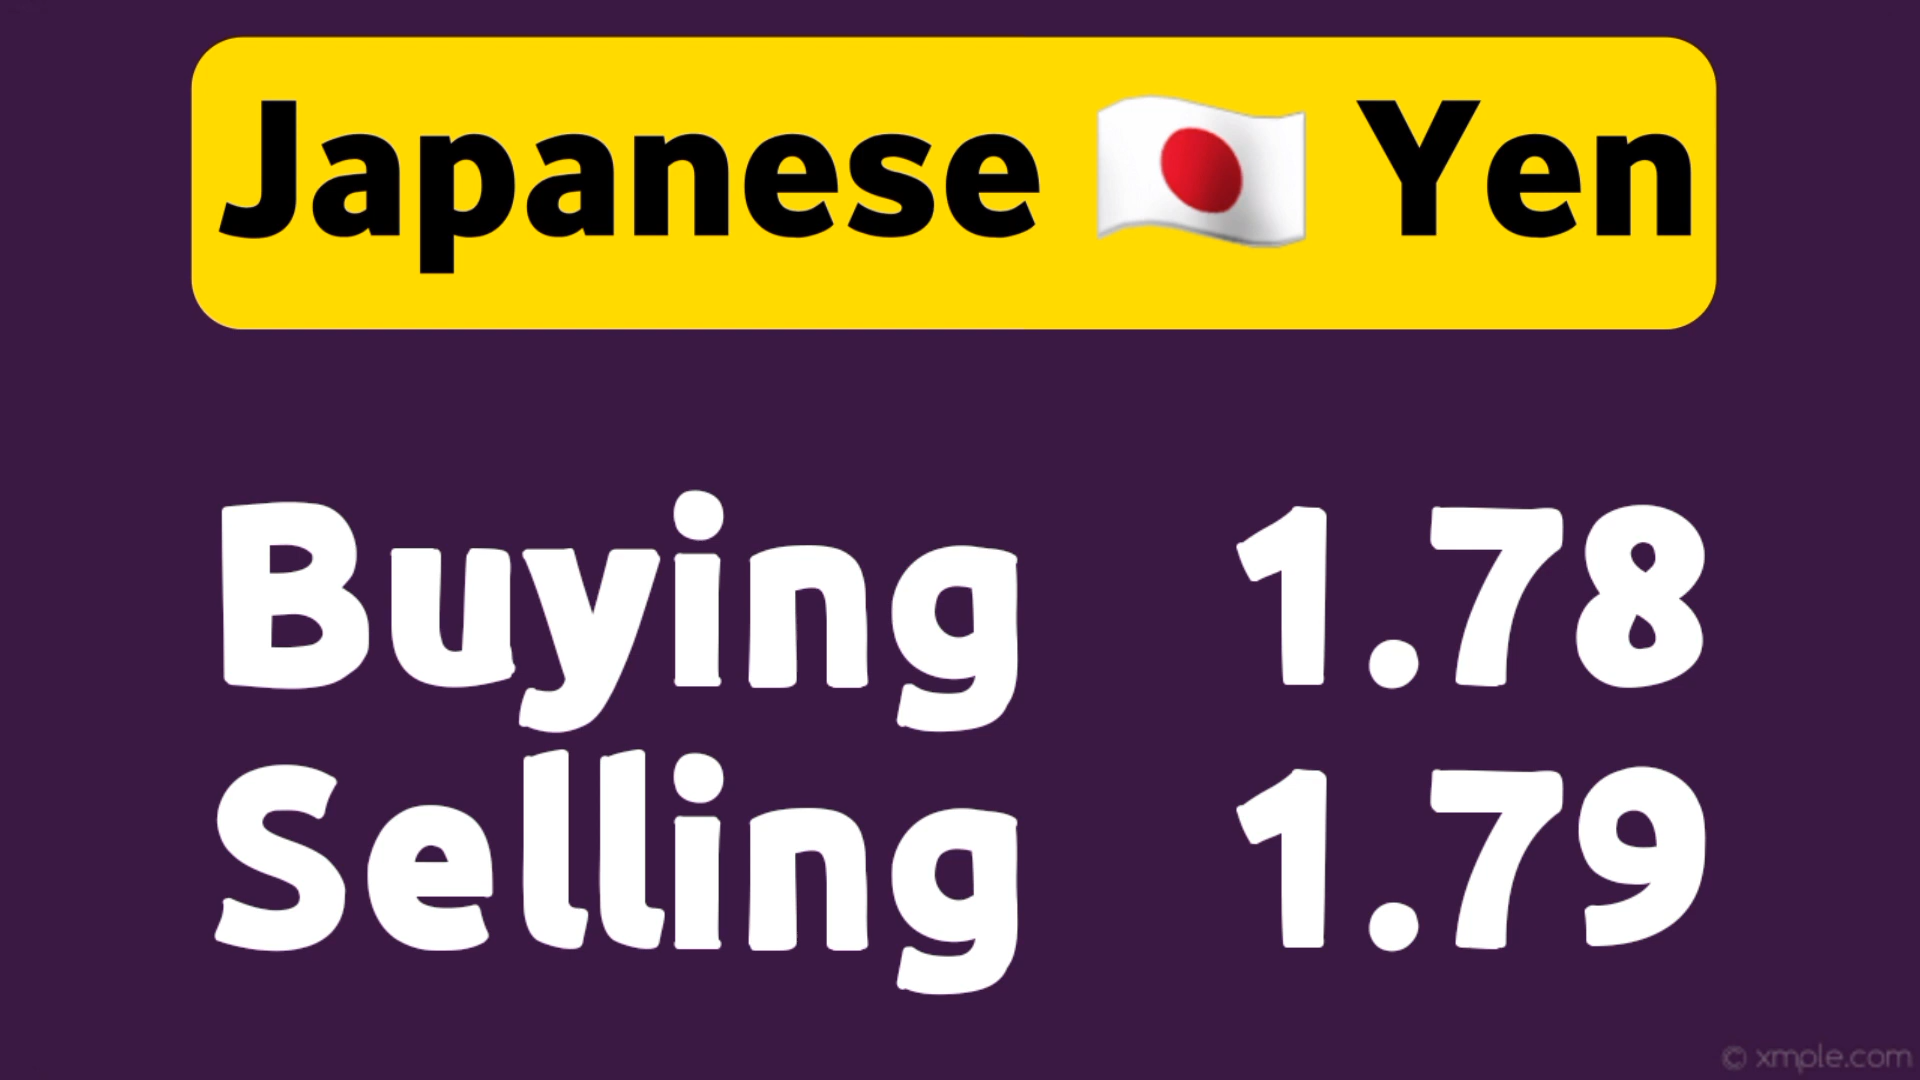 Japanese 🇯🇵 Yen
Buying 1.78
Selling 1.79
© xmple.com